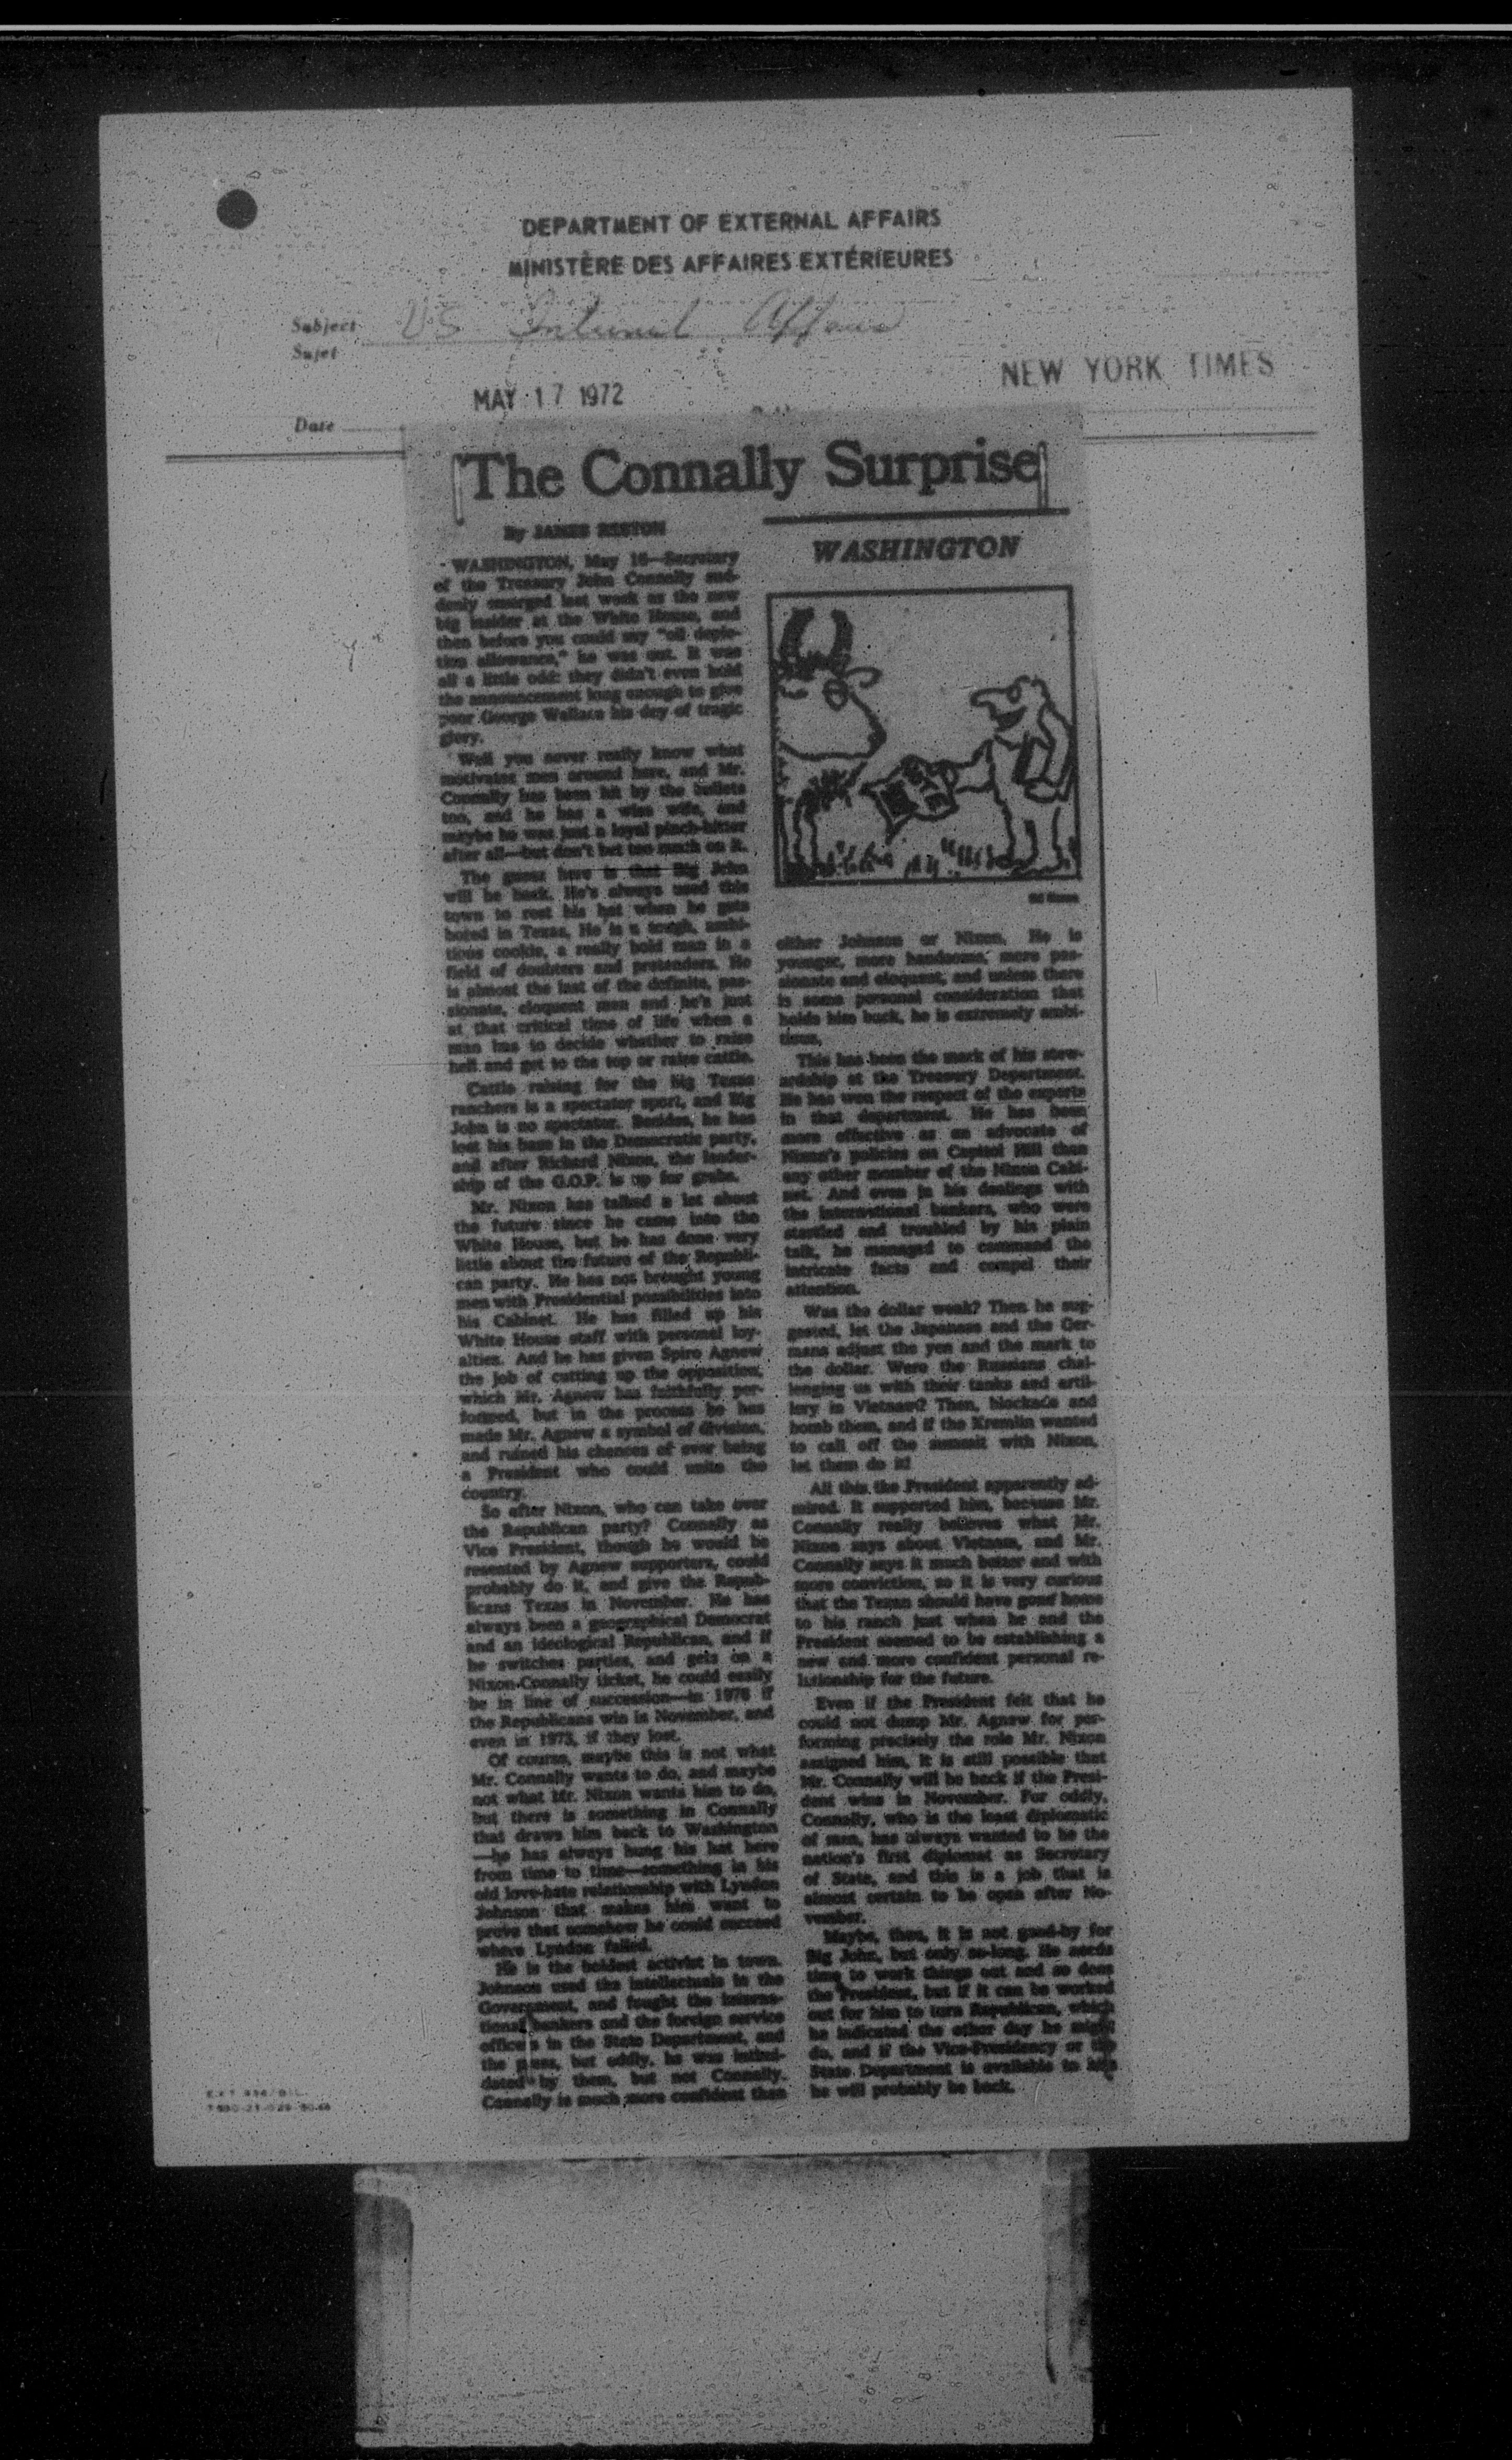 DEPARTMENT OF EXTERNAL AFFAIRS
MINISTÈRE DES AFFAIRES EXTÉRIEURES
Subject US Internal Affairs
Sujet
NEW YORK TIMES
MAY 17 1972
Date
The Connally Surprise
By JAMES RESTON
WASHINGTON, May 16—Secretary
of the Treasury John Connally sud-
denly emerged last week as the new
big insider at the White House, and
then before you could say "oil deple-
tion allowance," he was out. It was
all a little odd: they didn't even hold
the announcement long enough to give
poor George Wallace his day of tragic
glory.
Well you never really know what
motivates men around here, and Mr.
Connally has been hit by the bullets
too, and he has a wise wife, and
maybe he was just a loyal pinch-hitter
after all—but don't bet too much on it.
The guess here is that Big John
will be back. He's always used this
town to rest his hat when he gets
bored in Texas. He is a tough, ambi-
tious cookie, a really bold man in a
field of doubters and pretenders. He
is almost the last of the definite, pas-
sionate, eloquent men and he's just
at that critical time of life when a
man has to decide whether to raise
hell and get to the top or raise cattle.
Cattle raising for the big Texas
ranchers is a spectator sport, and Big
John is no spectator. Besides, he has
lost his base in the Democratic party,
and after Richard Nixon, the leader-
ship of the G.O.P. is up for grabs.
Mr. Nixon has talked a lot about
the future since he came into the
White House, but he has done very
little about the future of the Republi-
can party. He has not brought young
men with Presidential possibilities into
his Cabinet. He has filled up his
White House staff with personal loy-
alties. And he has given Spiro Agnew
the job of cutting up the opposition,
which Mr. Agnew has faithfully per-
formed, but in the process he has
made Mr. Agnew a symbol of division,
and ruined his chances of ever being
a President who could unite the
country.
So after Nixon, who can take over
the Republican party? Connally as
Vice President, though he would be
resented by Agnew supporters, could
probably do it, and give the Repub-
licans Texas in November. He has
always been a geographical Democrat
and an ideological Republican, and if
he switches parties, and gets on a
Nixon-Connally ticket, he could easily
be in line of succession—in 1976 if
the Republicans win in November, and
even in 1973, if they lost.
Of course, maybe this is not what
Mr. Connally wants to do, and maybe
not what Mr. Nixon wants him to do,
but there is something in Connally
that draws him back to Washington
—he has always hung his hat here
from time to time—something in his
old love-hate relationship with Lyndon
Johnson that makes him want to
prove that somehow he could succeed
where Lyndon failed.
He is the boldest activist in town.
Johnson used the intellectuals in the
Government, and fought the interna-
tional bankers and the foreign service
officers in the State Department, and
the press, but oddly, he was intimi-
dated by them, but not Connally.
Connally is much more confident than
WASHINGTON
either Johnson or Nixon. He is
younger, more handsome, more pas-
sionate and eloquent, and unless there
is some personal consideration that
holds him back, he is extremely ambi-
tious.
This has been the mark of his stew-
ardship at the Treasury Department.
He has won the respect of the experts
in that department. He has been
more effective as an advocate of
Nixon's policies on Capitol Hill than
any other member of the Nixon Cabi-
net. And even in his dealings with
the international bankers, who were
startled and troubled by his plain
talk, he managed to command the
intricate facts and compel their
attention.
Was the dollar weak? Then he sug-
gested, let the Japanese and the Ger-
mans adjust the yen and the mark to
the dollar. Were the Russians chal-
lenging us with their tanks and artil-
lery in Vietnam? Then, blockade and
bomb them, and if the Kremlin wanted
to call off the summit with Nixon,
let them do it!
All this the President apparently ad-
mired. It supported him, because Mr.
Connally really believes what Mr.
Nixon says about Vietnam, and Mr.
Connally says it much better and with
more conviction, so it is very curious
that the Texan should have gone home
to his ranch just when he and the
President seemed to be establishing a
new and more confident personal re-
lationship for the future.
Even if the President felt that he
could not dump Mr. Agnew for per-
forming precisely the role Mr. Nixon
assigned him, it is still possible that
Mr. Connally will be back if the Presi-
dent wins in November. For oddly,
Connally, who is the least diplomatic
of men, has always wanted to be the
nation's first diplomat as Secretary
of State, and this is a job that is
almost certain to be open after No-
vember.
Maybe, then, it is not good-by for
Big John, but only so-long. He needs
time to work things out and so does
the President, but if it can be worked
out for him to turn Republican, which
he indicated the other day he might
do, and if the Vice-Presidency or the
State Department is available to him
he will probably be back.